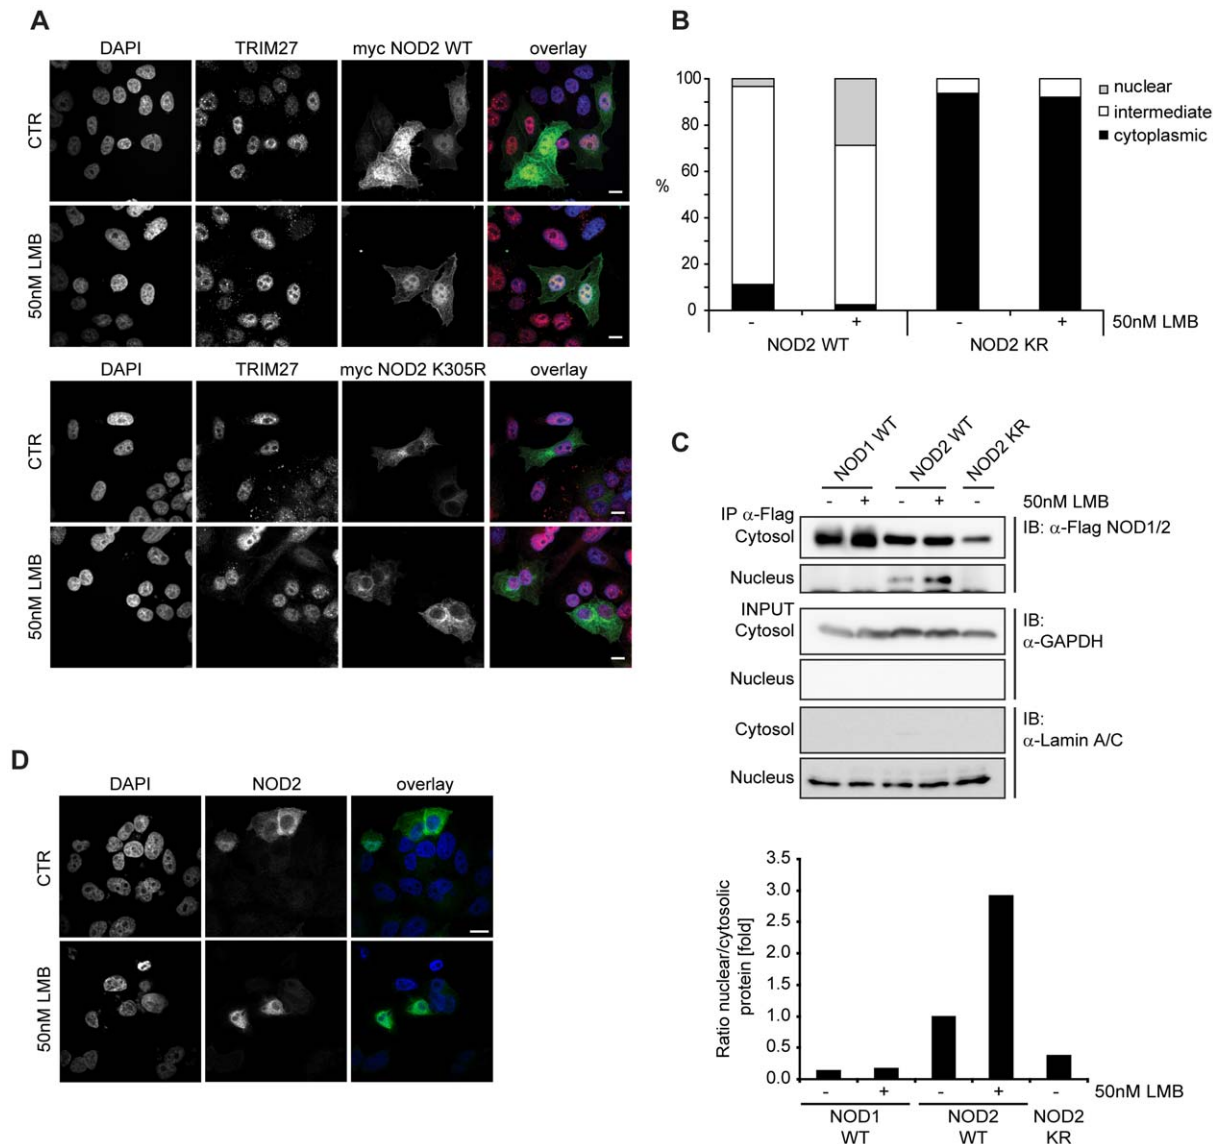 A
DAPI TRIM27 myc NOD2 WT overlay
CTR
50nM LMB
DAPI TRIM27 myc NOD2 K305R overlay
CTR
50nM LMB
B
100
80
60
40
20
0
%
nuclear
intermediate
cytoplasmic
- + - + 50nM LMB
NOD2 WT NOD2 KR
C
NOD1 WT NOD2 WT NOD2 KR
- + - + - 50nM LMB
IP α-Flag
Cytosol
IB: α-Flag NOD1/2
Nucleus
INPUT
Cytosol
IB:
α-GAPDH
Nucleus
Cytosol
IB:
α-Lamin A/C
Nucleus
3.5
3.0
2.5
2.0
1.5
1.0
0.5
0.0
Ratio nuclear/cytosolic
protein [fold]
- + - + - 50nM LMB
NOD1 NOD2 NOD2
WT WT KR
D
DAPI NOD2 overlay
CTR
50nM LMB